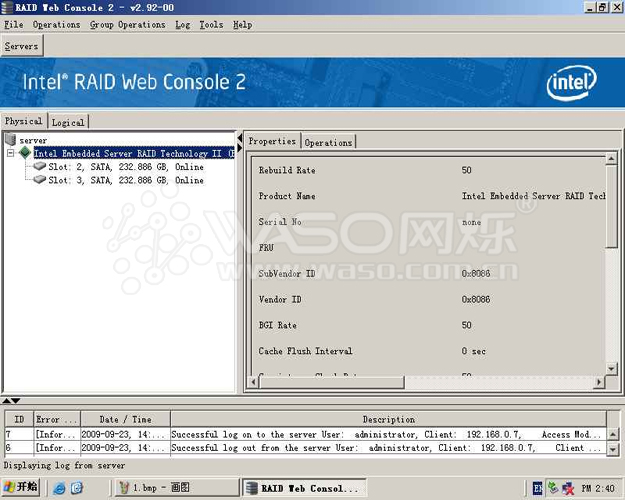 RAID Web Console 2 - v2.92-00
File Operations Group Operations Log Tools Help
Servers
Intel® RAID Web Console 2
intel
Physical Logical
server
Intel Embedded Server RAID Technology II (
Slot: 2, SATA, 232.886 GB, Online
Slot: 3, SATA, 232.886 GB, Online
Properties Operations
Rebuild Rate 50
Product Name Intel Embedded Server RAID Tech
Serial No none
FRU
SubVendor ID 0x8086
Vendor ID 0x8086
BGI Rate 50
Cache Flush Interval 0 sec
WASO网烁®
www.waso.com.cn
ID Error ... Date / Time Description
7 [Infor... 2009-09-23, 14:... Successful log on to the server User: administrator, Client: 192.168.0.7, Access Mod...
6 [Infor... 2009-09-23, 14:... Successful log out from the server User: administrator, Client: 192.168.0.7, Client ...
Displaying log from server
开始 1.bmp - 画图 RAID Web Consol... EN PM 2:40